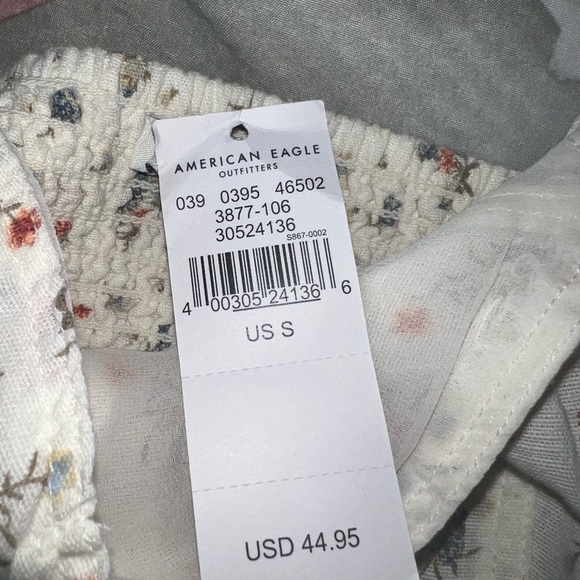 AMERICAN EAGLE
OUTFITTERS
039 0395 46502
3877-106
30524136
S867-0002
4 00305 24136 6
US S
USD 44.95